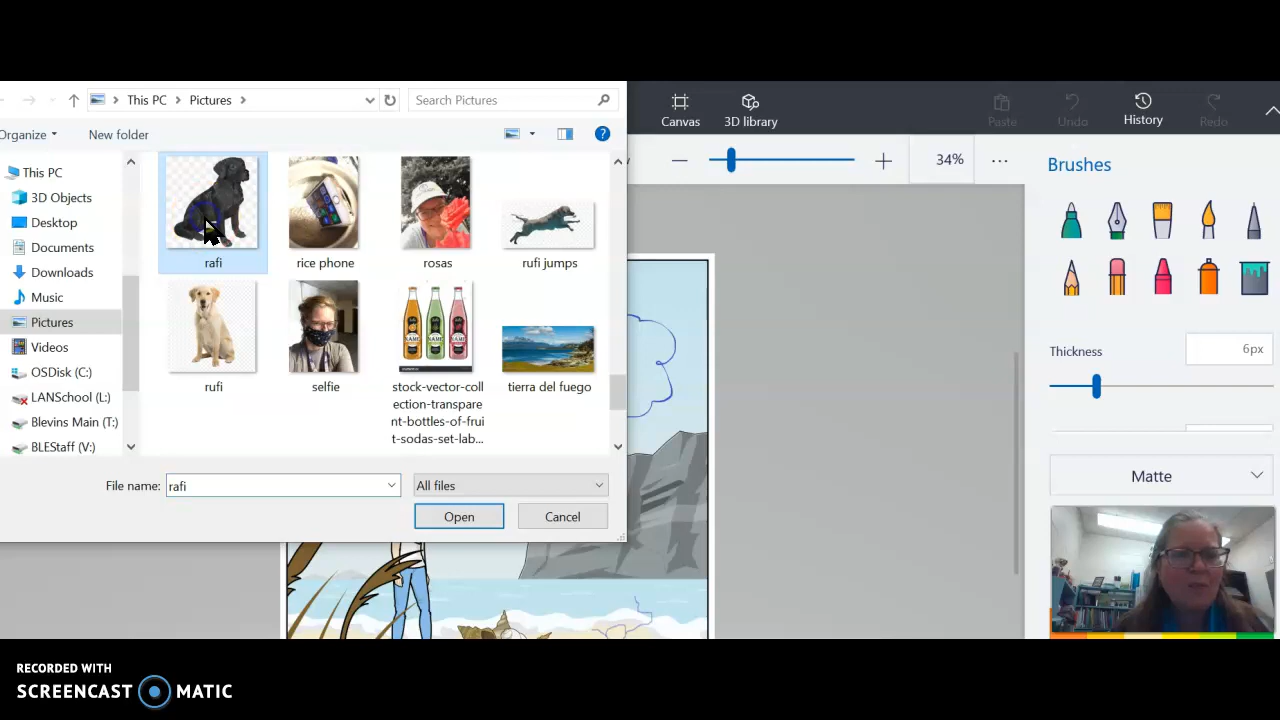 This PC
Pictures
Search Pictures
Organize
New folder
This PC
3D Objects
Desktop
Documents
Downloads
Music
Pictures
Videos
OSDisk (C:)
LANSchool (L:)
Blevins Main (T:)
BLEStaff (V:)
rafi
rice phone
rosas
rufi jumps
rufi
selfie
stock-vector-coll
ection-transpare
nt-bottles-of-frui
t-sodas-set-lab...
tierra del fuego
File name:
rafi
All files
Open
Cancel
Canvas
3D library
Paste
Undo
History
Redo
34%
Brushes
Thickness
6px
Matte
RECORDED WITH
SCREENCAST MATIC